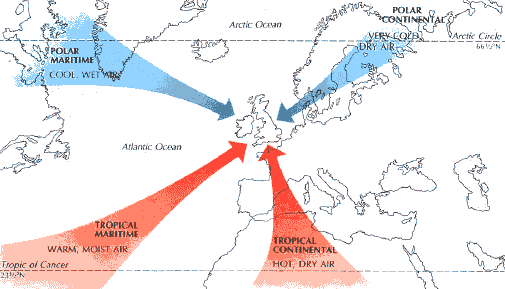 POLAR
CONTINENTAL
Arctic Ocean
VERY COLD
DRY AIR
Arctic Circle
66½°N
POLAR
MARITIME
COOL, WET AIR
Atlantic Ocean
TROPICAL
MARITIME
WARM, MOIST AIR
TROPICAL
CONTINENTAL
HOT, DRY AIR
Tropic of Cancer
23½°N